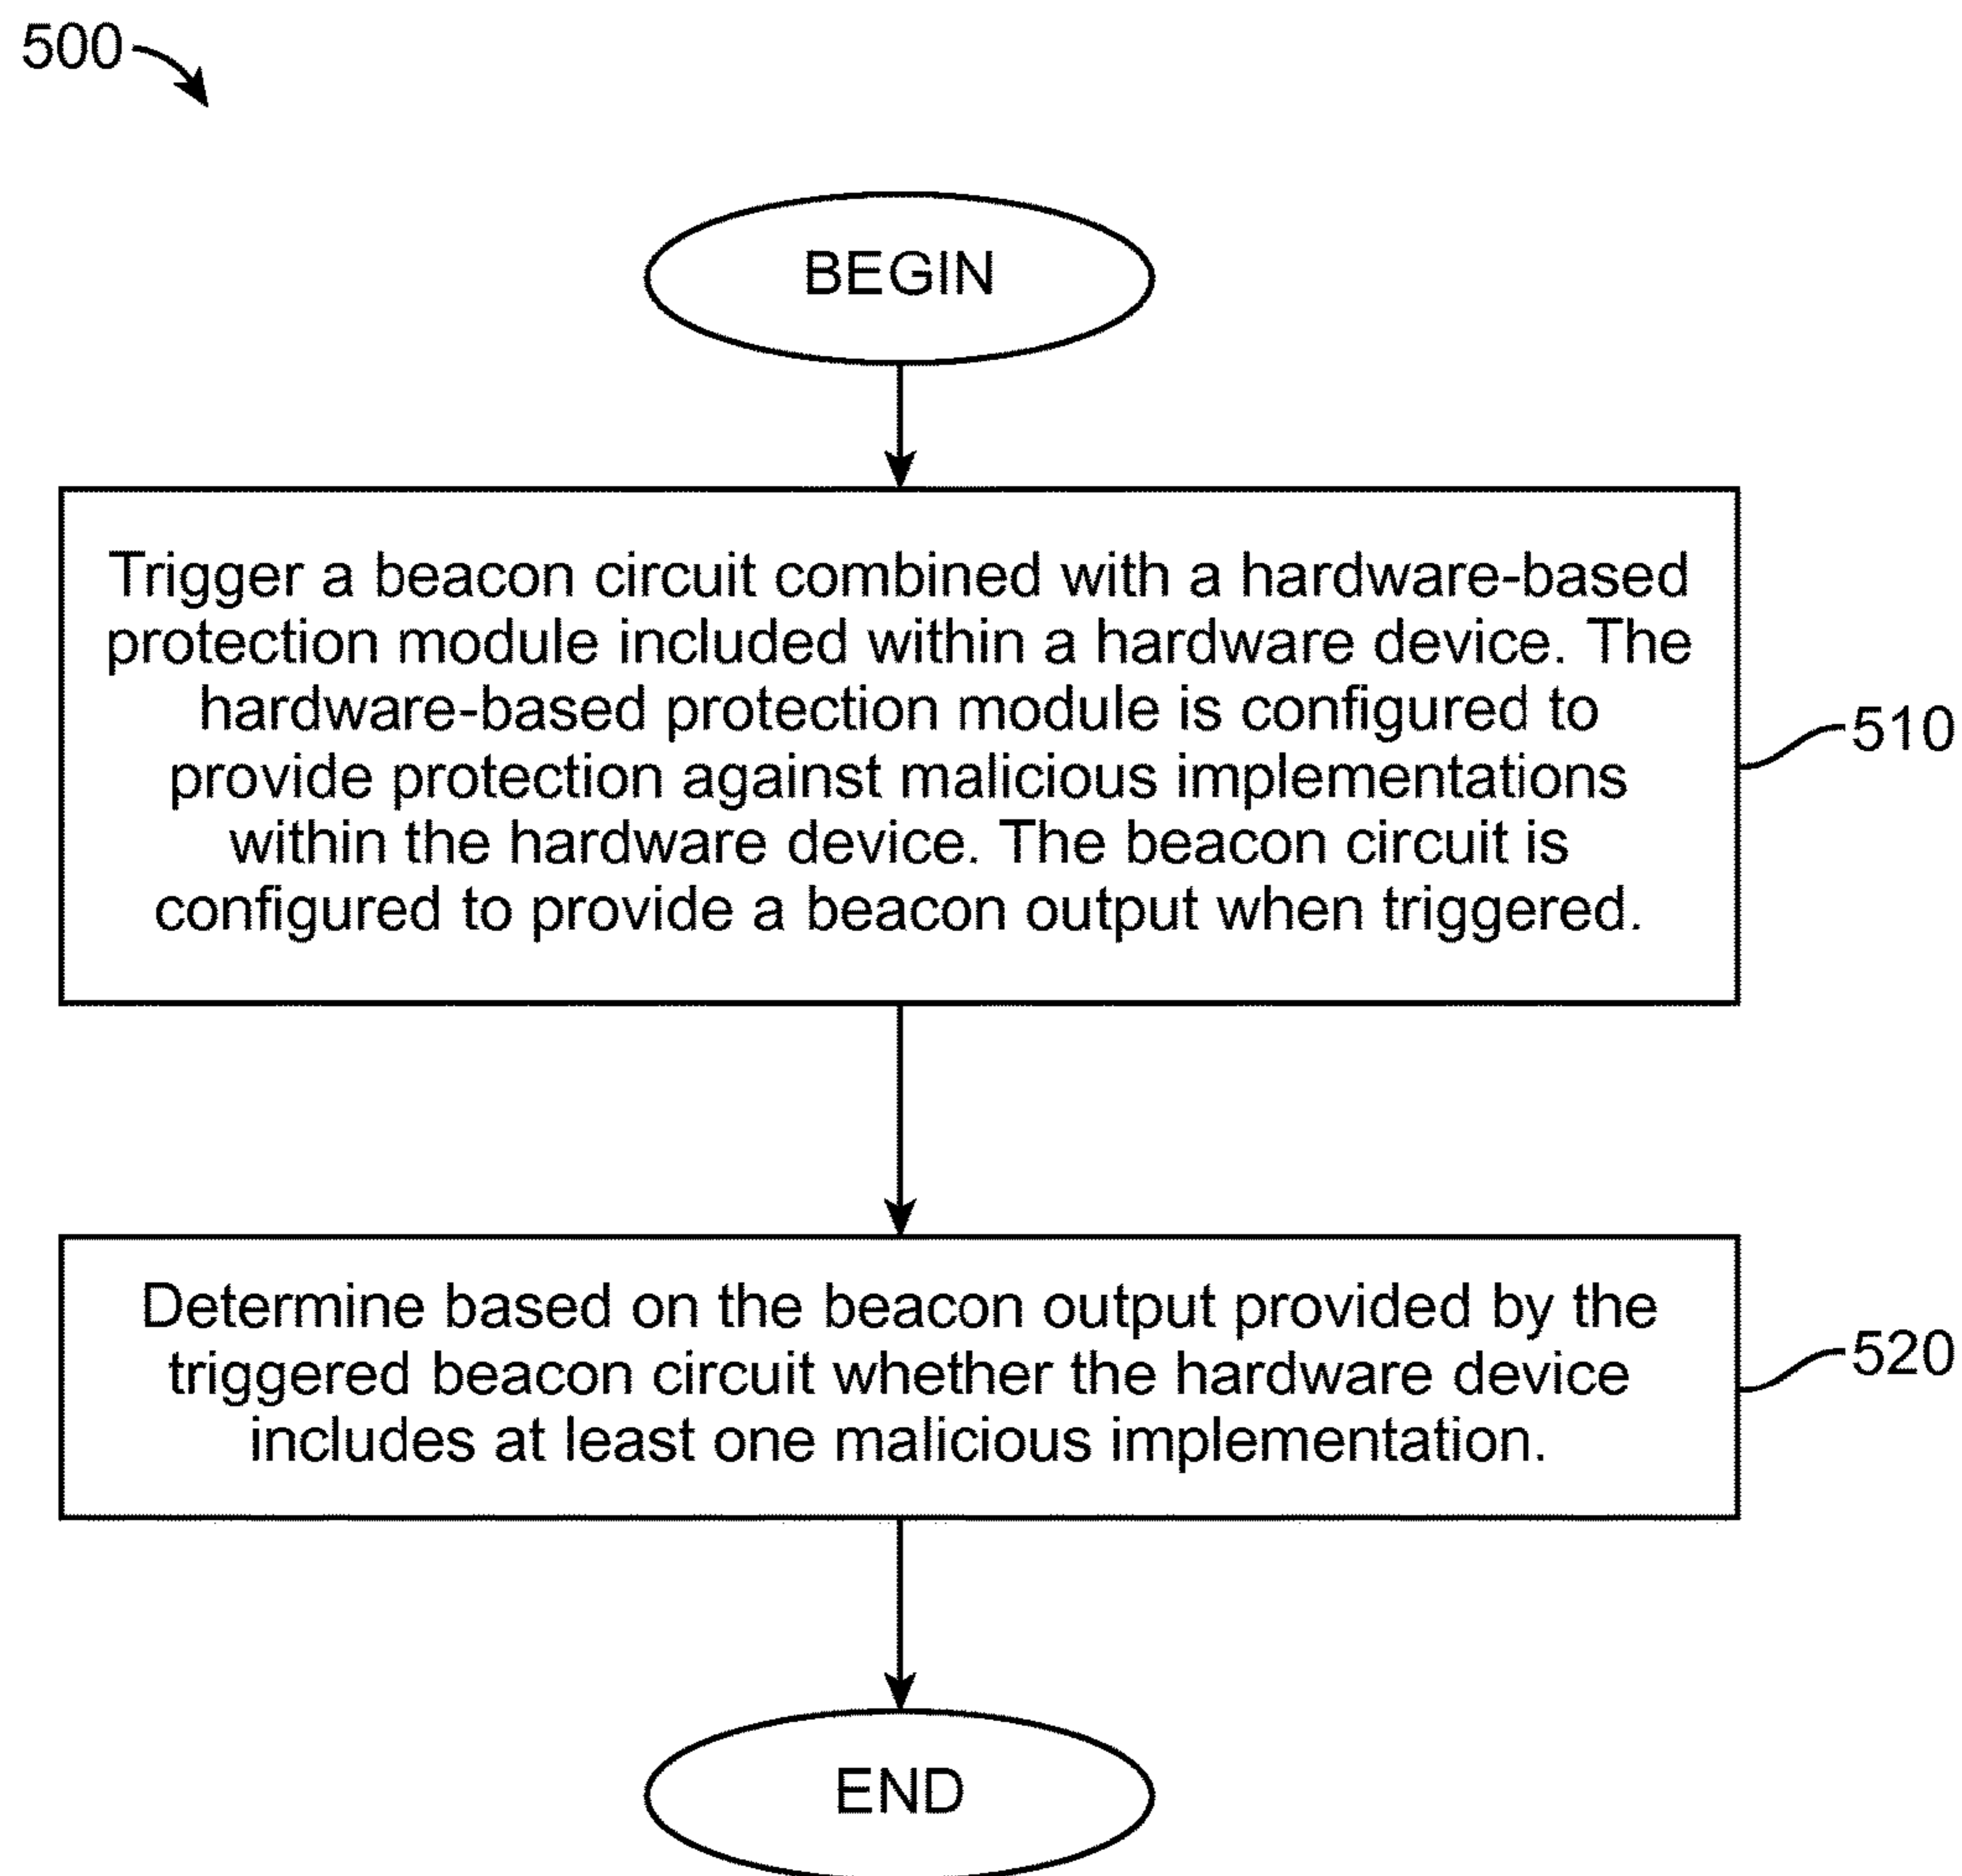 500
BEGIN
Trigger a beacon circuit combined with a hardware-based
protection module included within a hardware device. The
hardware-based protection module is configured to
provide protection against malicious implementations
within the hardware device. The beacon circuit is
configured to provide a beacon output when triggered.
510
Determine based on the beacon output provided by the
triggered beacon circuit whether the hardware device
includes at least one malicious implementation.
520
END